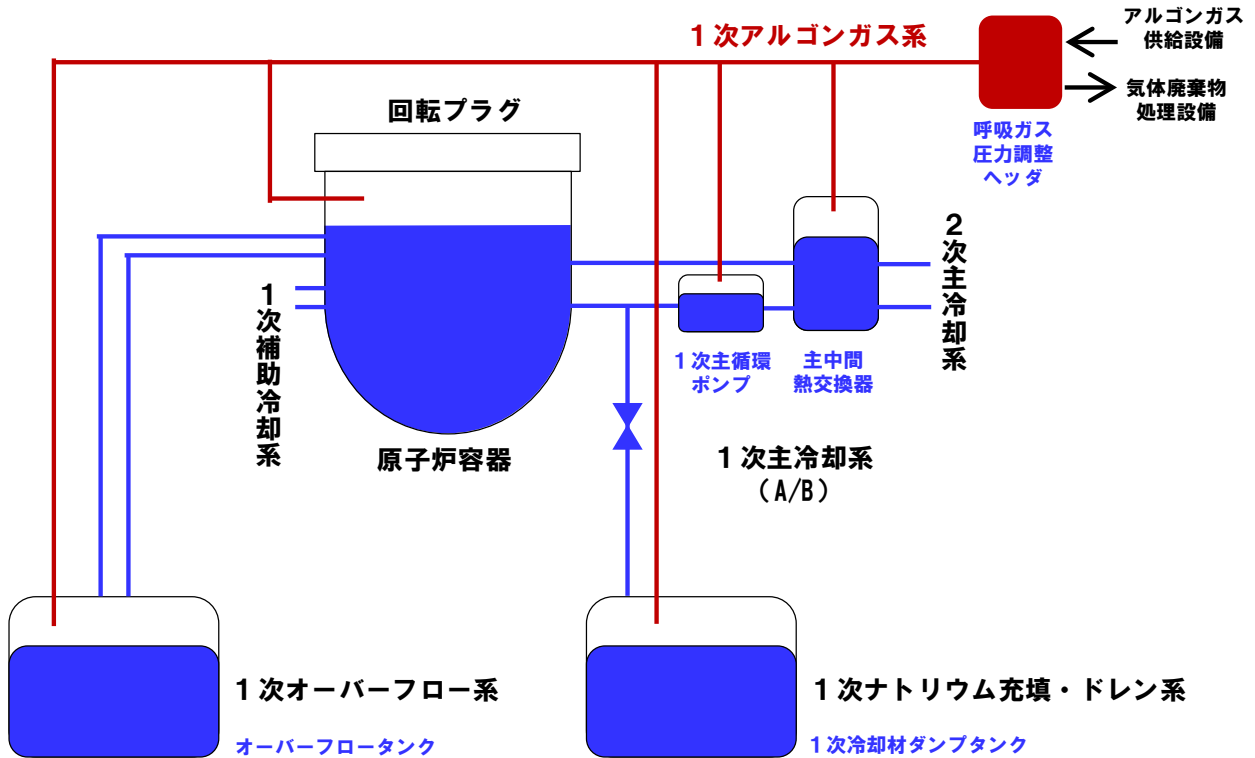 1次アルゴンガス系
アルゴンガス
供給設備
気体廃棄物
処理設備
呼吸ガス
圧力調整
ヘッダ
回転プラグ
1次補助冷却系
原子炉容器
1次主循環
ポンプ
主中間
熱交換器
2次主冷却系
1次主冷却系
(A/B)
1次オーバーフロー系
オーバーフロータンク
1次ナトリウム充填・ドレン系
1次冷却材ダンプタンク